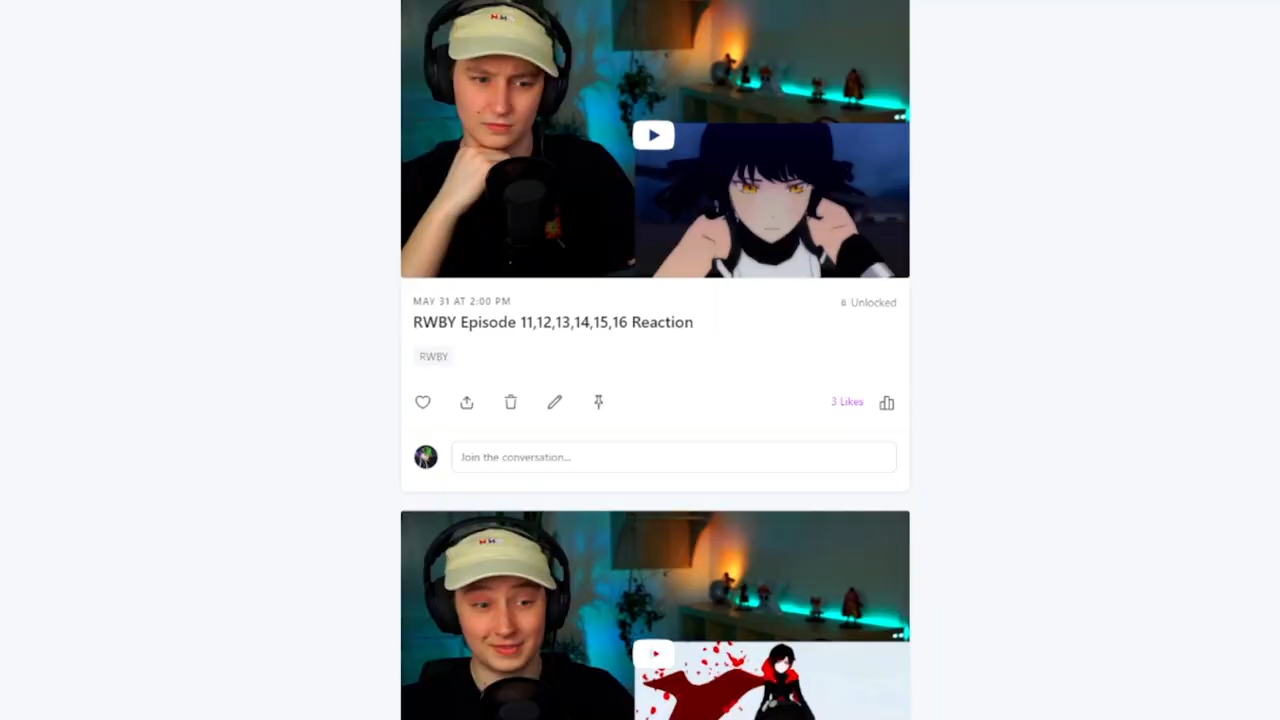 MAY 31 AT 2:00 PM
Unlocked
RWBY Episode 11,12,13,14,15,16 Reaction
RWBY
3 Likes
Join the conversation...